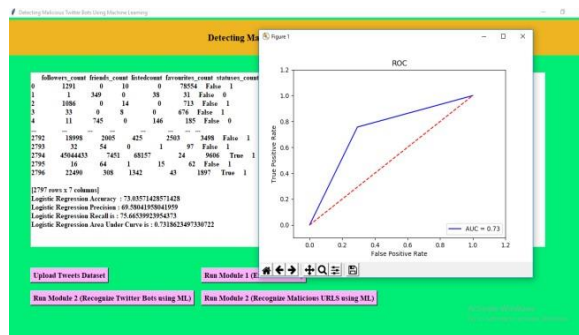 Detecting Malicious Twitter Bots Using Machine Learning
Detecting Ma
followers_count friends_count listedcount favourites_count statuses_count
0 1291 0 10 0 78554 False 1
1 1 349 0 38 31 False 0
2 1086 0 14 0 713 False 1
3 33 0 8 0 676 False 1
4 11 745 0 146 185 False 0
... ... ... ... ... ... ... ...
2792 18998 2005 425 2503 3498 False 1
2793 32 54 0 1 97 False 1
2794 45044433 7451 68157 24 9606 True 1
2795 16 64 1 15 62 False 1
2796 22490 308 1342 43 1897 True 1
[2797 rows x 7 columns]
Logistic Regression Accuracy : 73.03571428571428
Logistic Regression Precision : 69.58041958041959
Logistic Regression Recall is : 75.66539923954373
Logistic Regression Area Under Curve is : 0.7318623497330722
Figure 1
ROC
True Positive Rate
1.2
1.0
0.8
0.6
0.4
0.2
0.0
0.0 0.2 0.4 0.6 0.8 1.0 1.2
False Positive Rate
AUC = 0.73
Upload Tweets Dataset
Run Module 1 (E
Run Module 2 (Recognize Twitter Bots using ML)
Run Module 2 (Recognize Malicious URLS using ML)